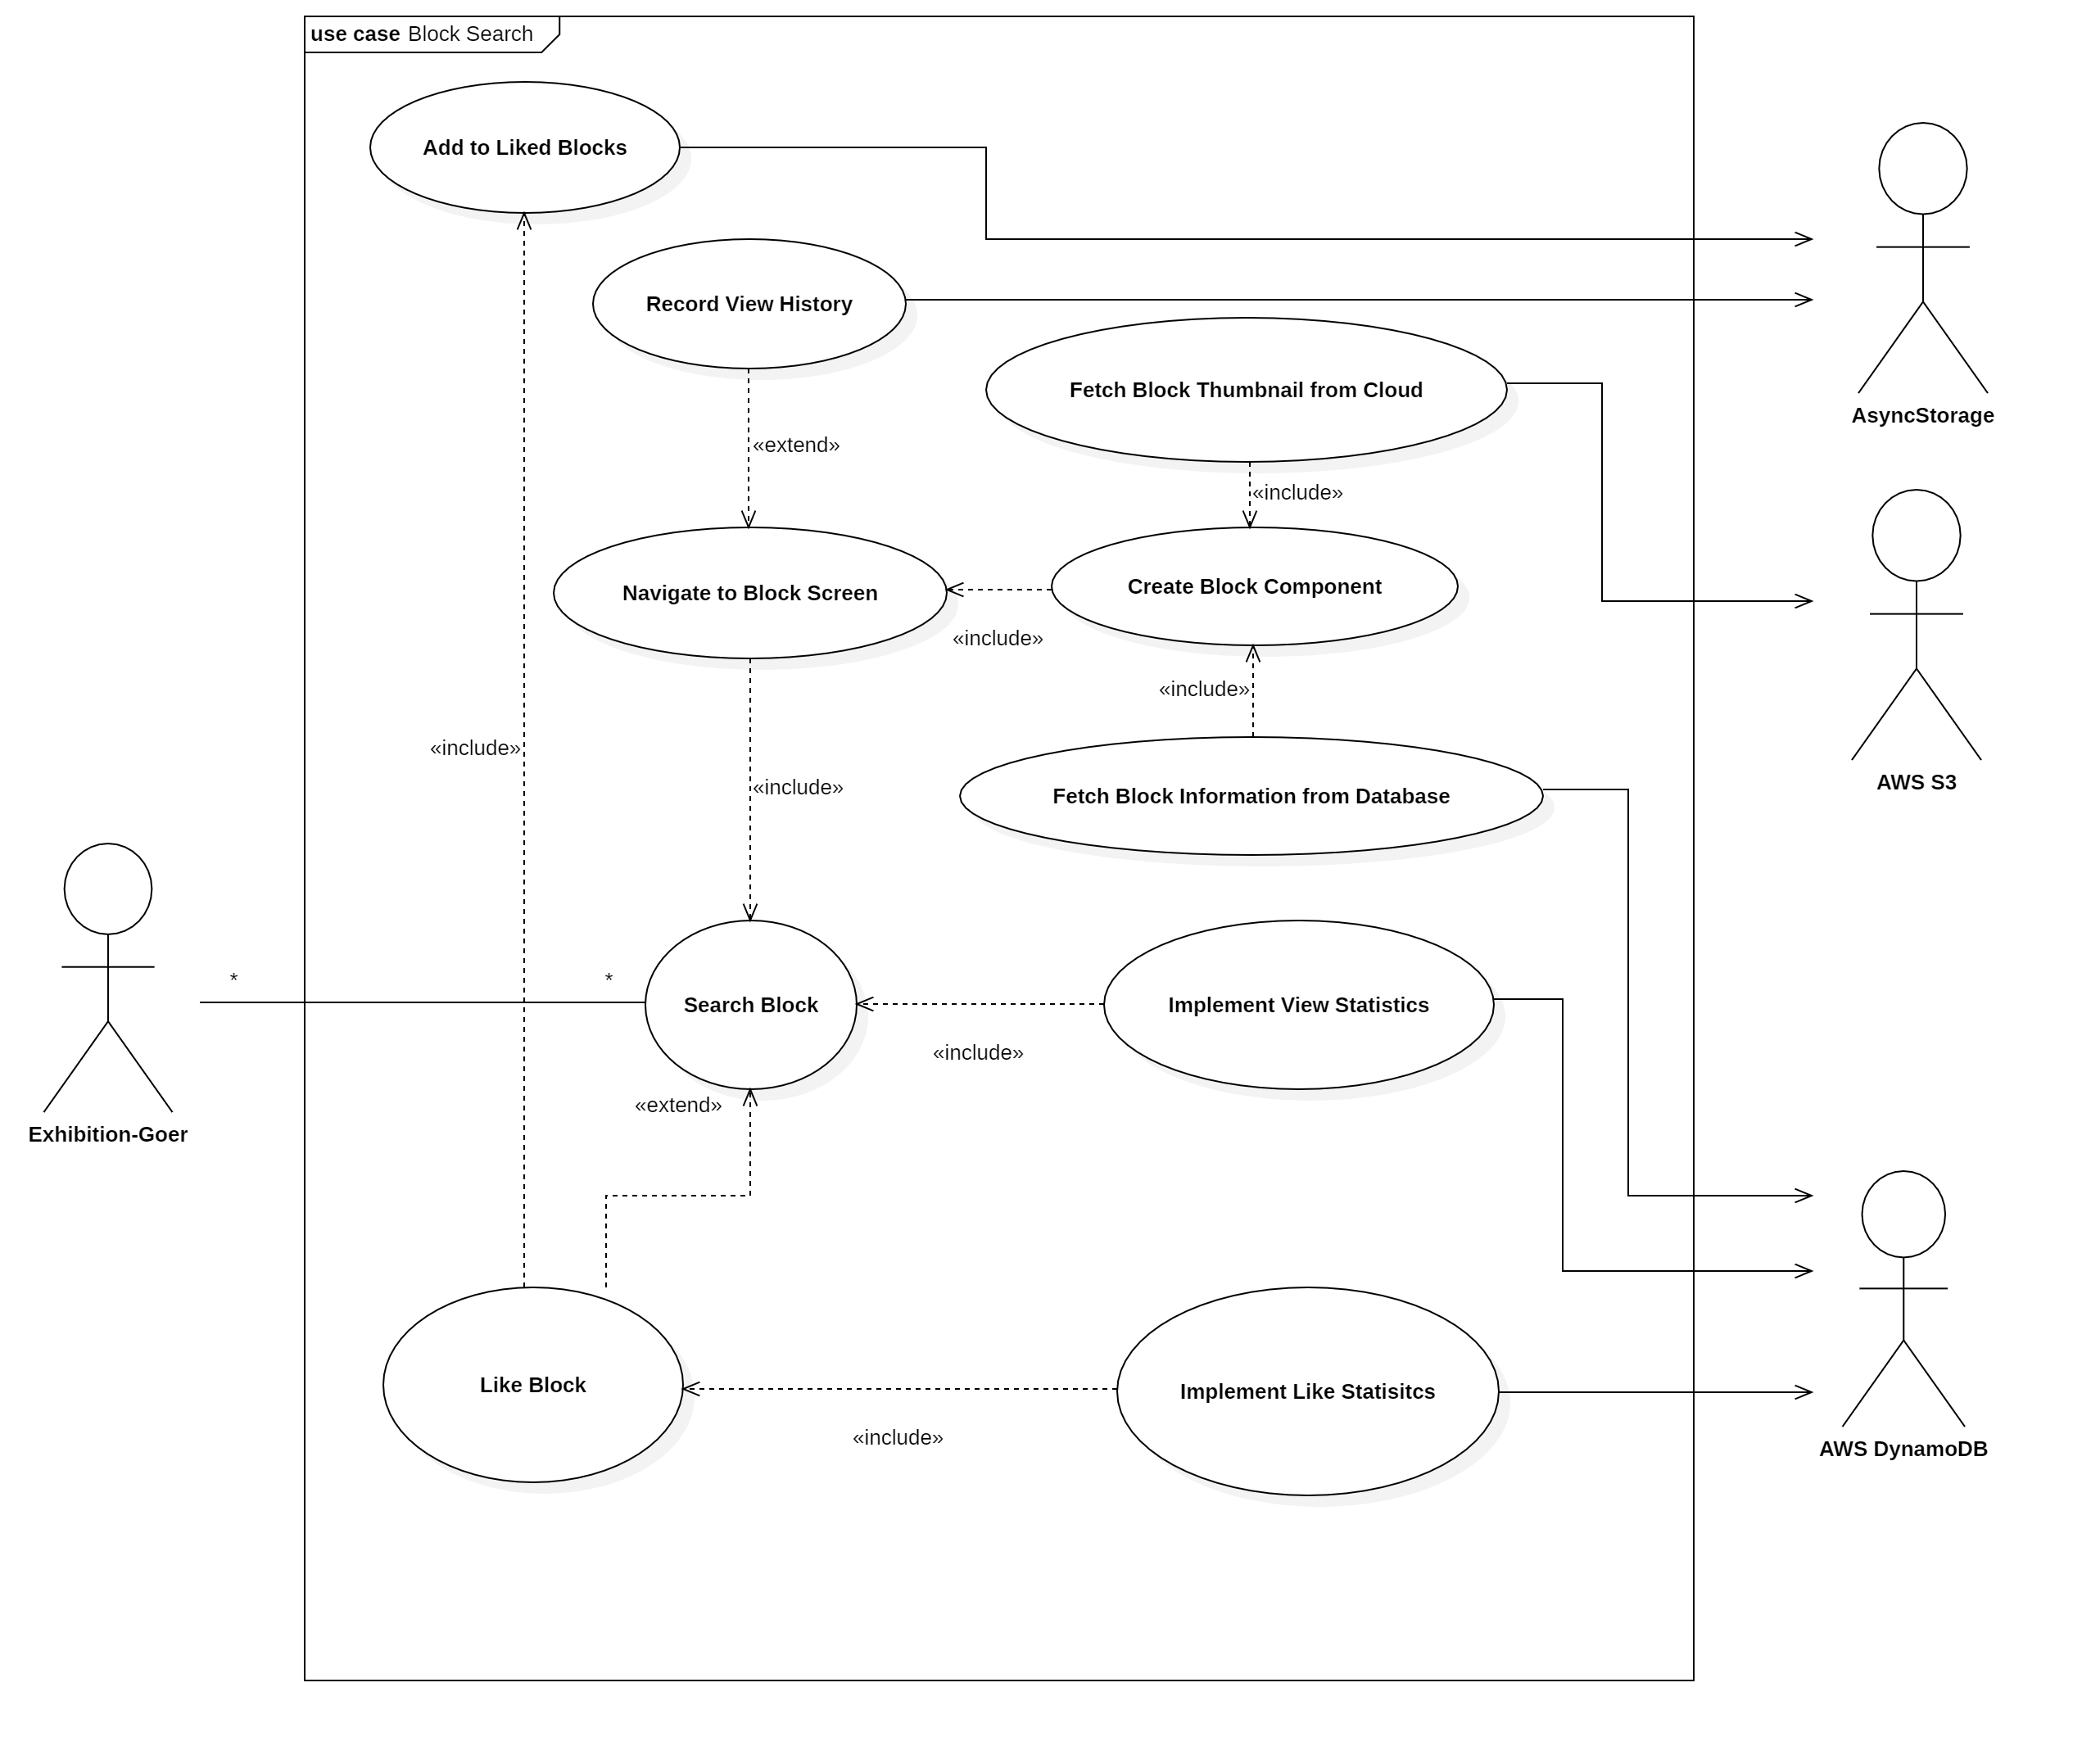 use case Block Search
Add to Liked Blocks
Record View History
Fetch Block Thumbnail from Cloud
AsyncStorage
«extend»
«include»
Navigate to Block Screen
Create Block Component
«include»
«include»
«include»
«include»
Fetch Block Information from Database
AWS S3
*
*
Search Block
Implement View Statistics
«include»
«extend»
Exhibition-Goer
Like Block
Implement Like Statisitcs
«include»
AWS DynamoDB